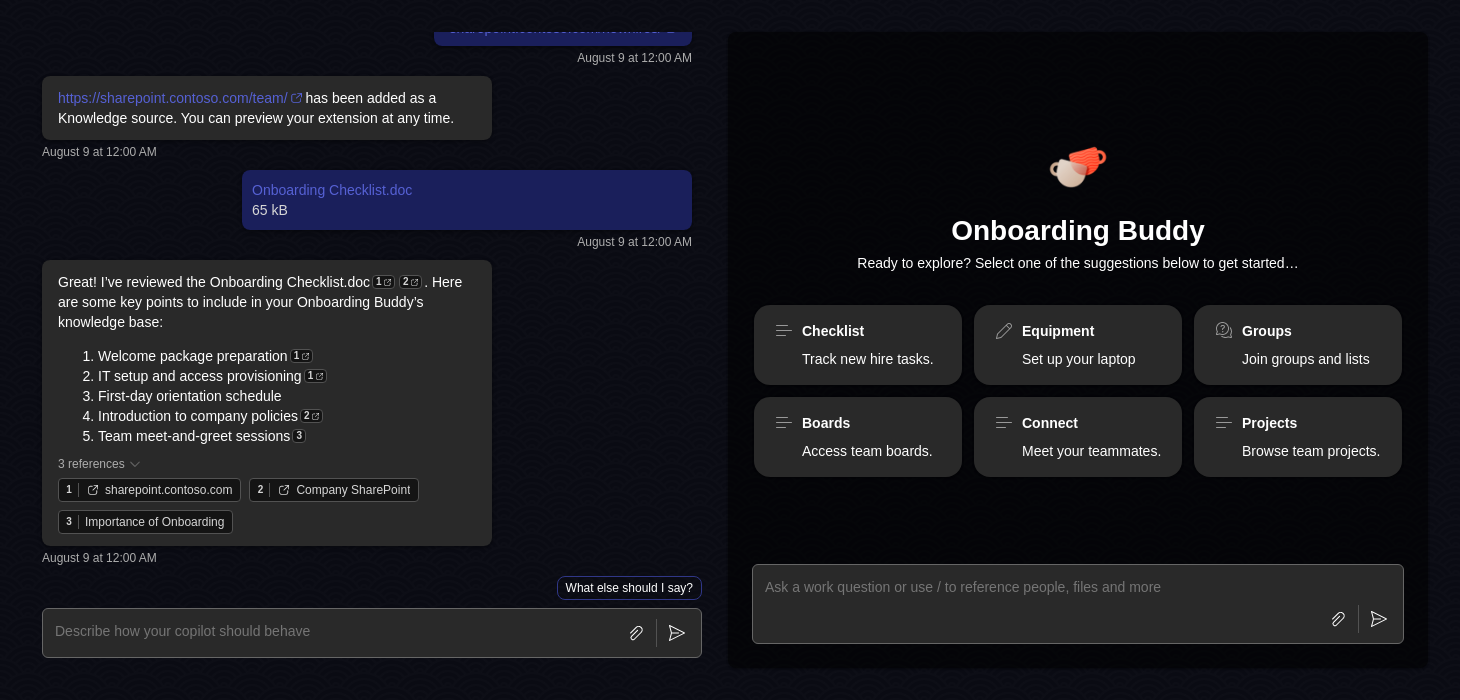 August 9 at 12:00 AM
https://sharepoint.contoso.com/team/ has been added as a
Knowledge source. You can preview your extension at any time.
August 9 at 12:00 AM
Onboarding Checklist.doc
65 kB
August 9 at 12:00 AM
Great! I’ve reviewed the Onboarding Checklist.doc 1 2 . Here
are some key points to include in your Onboarding Buddy’s
knowledge base:
1. Welcome package preparation 1
2. IT setup and access provisioning 1
3. First-day orientation schedule
4. Introduction to company policies 2
5. Team meet-and-greet sessions 3
3 references
1 sharepoint.contoso.com 2 Company SharePoint
3 Importance of Onboarding
August 9 at 12:00 AM
What else should I say?
Describe how your copilot should behave
Onboarding Buddy
Ready to explore? Select one of the suggestions below to get started…
Checklist
Track new hire tasks.
Equipment
Set up your laptop
Groups
Join groups and lists
Boards
Access team boards.
Connect
Meet your teammates.
Projects
Browse team projects.
Ask a work question or use / to reference people, files and more